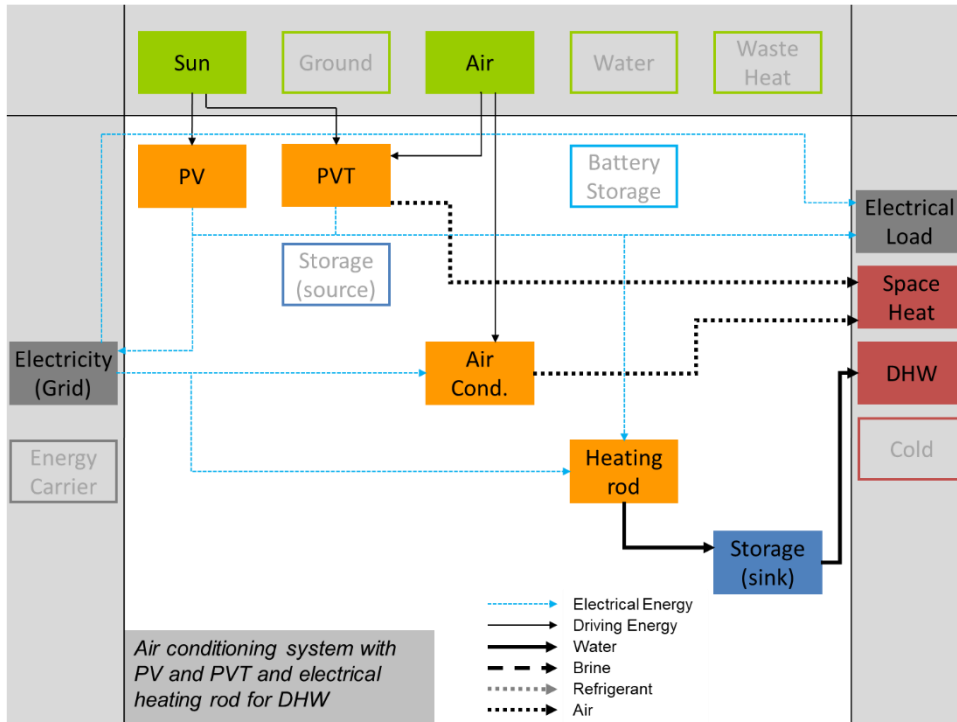 Sun
Ground
Air
Water
Waste
Heat
PV
PVT
Battery
Storage
Electrical
Load
Storage
(source)
Space
Heat
Electricity
(Grid)
Air
Cond.
DHW
Energy
Carrier
Heating
rod
Cold
Storage
(sink)
Electrical Energy
Driving Energy
Water
Brine
Refrigerant
Air
Air conditioning system with
PV and PVT and electrical
heating rod for DHW